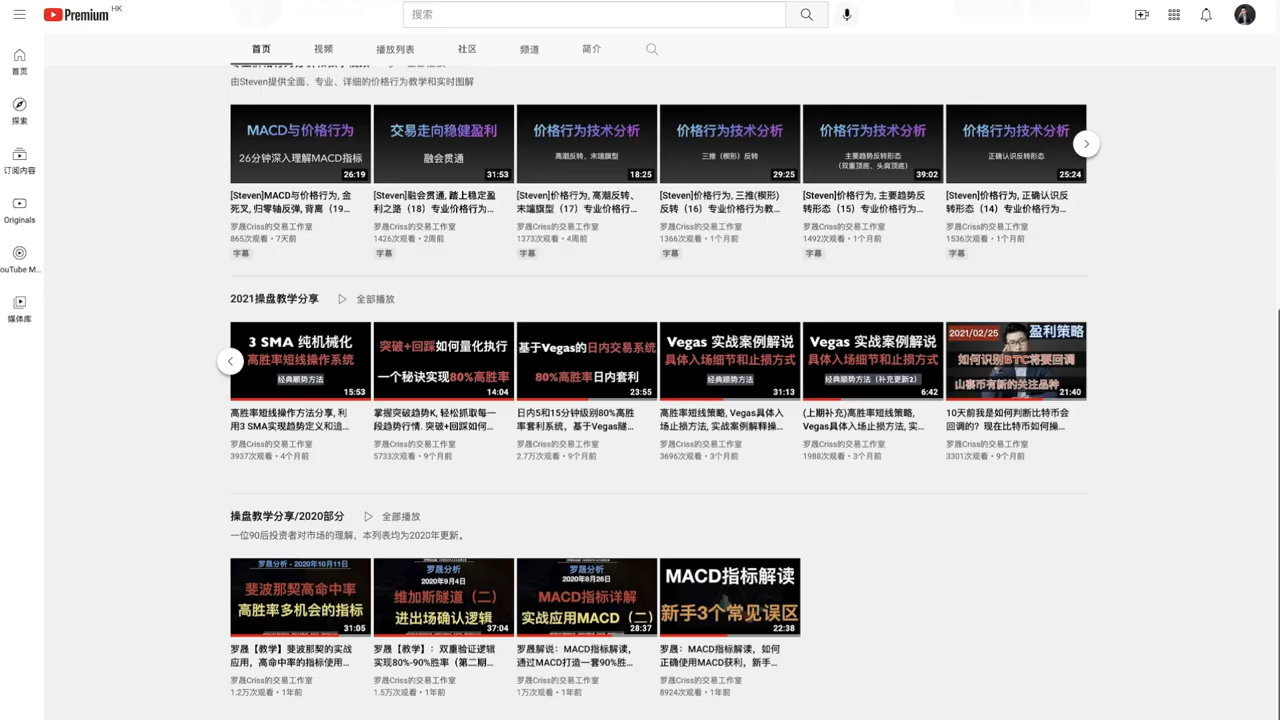 Premium HK
搜索
首页 视频 播放列表 社区 频道 简介
首页
探索
订阅内容
Originals
ouTube M...
媒体库
由Steven提供全面、专业、详细的价格行为教学和实时图解
MACD与价格行为
26分钟深入理解MACD指标
26:19
交易走向稳健盈利
融会贯通
31:53
价格行为技术分析
高潮反转、末端旗型
18:25
价格行为技术分析
三推（楔形）反转
29:25
价格行为技术分析
主要趋势反转形态
（双重顶底、头肩顶底）
39:02
价格行为技术分析
正确认识反转形态
25:24
[Steven]MACD与价格行为, 金
死叉, 归零轴反弹, 背离（19...
罗晟Criss的交易工作室
865次观看•7天前
字幕
[Steven]融会贯通, 踏上稳定盈
利之路（18）专业价格行为...
罗晟Criss的交易工作室
1426次观看•2周前
字幕
[Steven]价格行为, 高潮反转、
末端旗型（17）专业价格行...
罗晟Criss的交易工作室
1373次观看•4周前
字幕
[Steven]价格行为, 三推(楔形)
反转（16）专业价格行为教...
罗晟Criss的交易工作室
1366次观看•1个月前
字幕
[Steven]价格行为, 主要趋势反
转形态（15）专业价格行为...
罗晟Criss的交易工作室
1492次观看•1个月前
字幕
[Steven]价格行为, 正确认识反
转形态（14）专业价格行为...
罗晟Criss的交易工作室
1536次观看•1个月前
字幕
2021操盘教学分享 全部播放
3 SMA 纯机械化
高胜率短线操作系统
经典顺势方法
15:53
突破+回踩如何量化执行
一个秘诀实现80%高胜率
14:04
基于Vegas的日内交易系统
80%高胜率日内套利
23:55
Vegas 实战案例解说
具体入场细节和止损方式
经典顺势方法
31:13
Vegas 实战案例解说
具体入场细节和止损方式
经典顺势方法（补充更新2）
6:42
2021/02/25 盈利策略
如何识别BTC将要回调
山寨币有新的关注品种
21:40
高胜率短线操作方法分享, 利
用3 SMA实现趋势定义和追...
罗晟Criss的交易工作室
3937次观看•4个月前
掌握突破趋势K, 轻松抓取每一
段趋势行情. 突破+回踩如何...
罗晟Criss的交易工作室
5733次观看•9个月前
日内5和15分钟级别80%高胜
率套利系统，基于Vegas隧...
罗晟Criss的交易工作室
2.7万次观看•9个月前
高胜率短线策略, Vegas具体入
场止损方法, 实战案例解释操...
罗晟Criss的交易工作室
3696次观看•3个月前
(上期补充)高胜率短线策略,
Vegas具体入场止损方法, 实...
罗晟Criss的交易工作室
1988次观看•3个月前
10天前我是如何判断比特币会
回调的？现在比特币如何操...
罗晟Criss的交易工作室
3301次观看•9个月前
操盘教学分享/2020部分 全部播放
一位90后投资者对市场的理解，本列表均为2020年更新。
罗晟分析 - 2020年10月11日
斐波那契高命中率
高胜率多机会的指标
31:05
罗晟分析
2020年9月4日
维加斯隧道（二）
进出场确认逻辑
37:04
罗晟分析
2020年8月26日
MACD指标详解
实战应用MACD（二）
28:37
MACD指标解读
新手3个常见误区
22:38
罗晟【教学】斐波那契的实战
应用，高命中率的指标使用...
罗晟Criss的交易工作室
1.2万次观看•1年前
罗晟【教学】：双重验证逻辑
实现80%-90%胜率（第二期...
罗晟Criss的交易工作室
1.5万次观看•1年前
罗晟解说：MACD指标解读,
通过MACD打造一套90%胜...
罗晟Criss的交易工作室
1万次观看•1年前
罗晟：MACD指标解读，如何
正确使用MACD获利，新手...
罗晟Criss的交易工作室
8924次观看•1年前